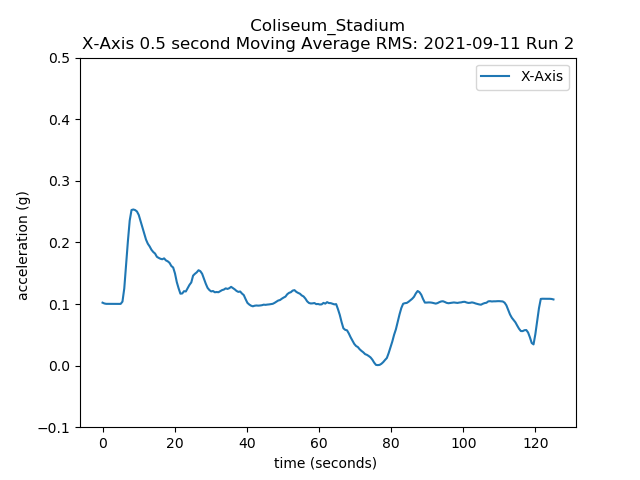 Coliseum_Stadium
X-Axis 0.5 second Moving Average RMS: 2021-09-11 Run 2
X-Axis
0.5
0.4
0.3
0.2
0.1
0.0
−0.1
acceleration (g)
0 20 40 60 80 100 120
time (seconds)